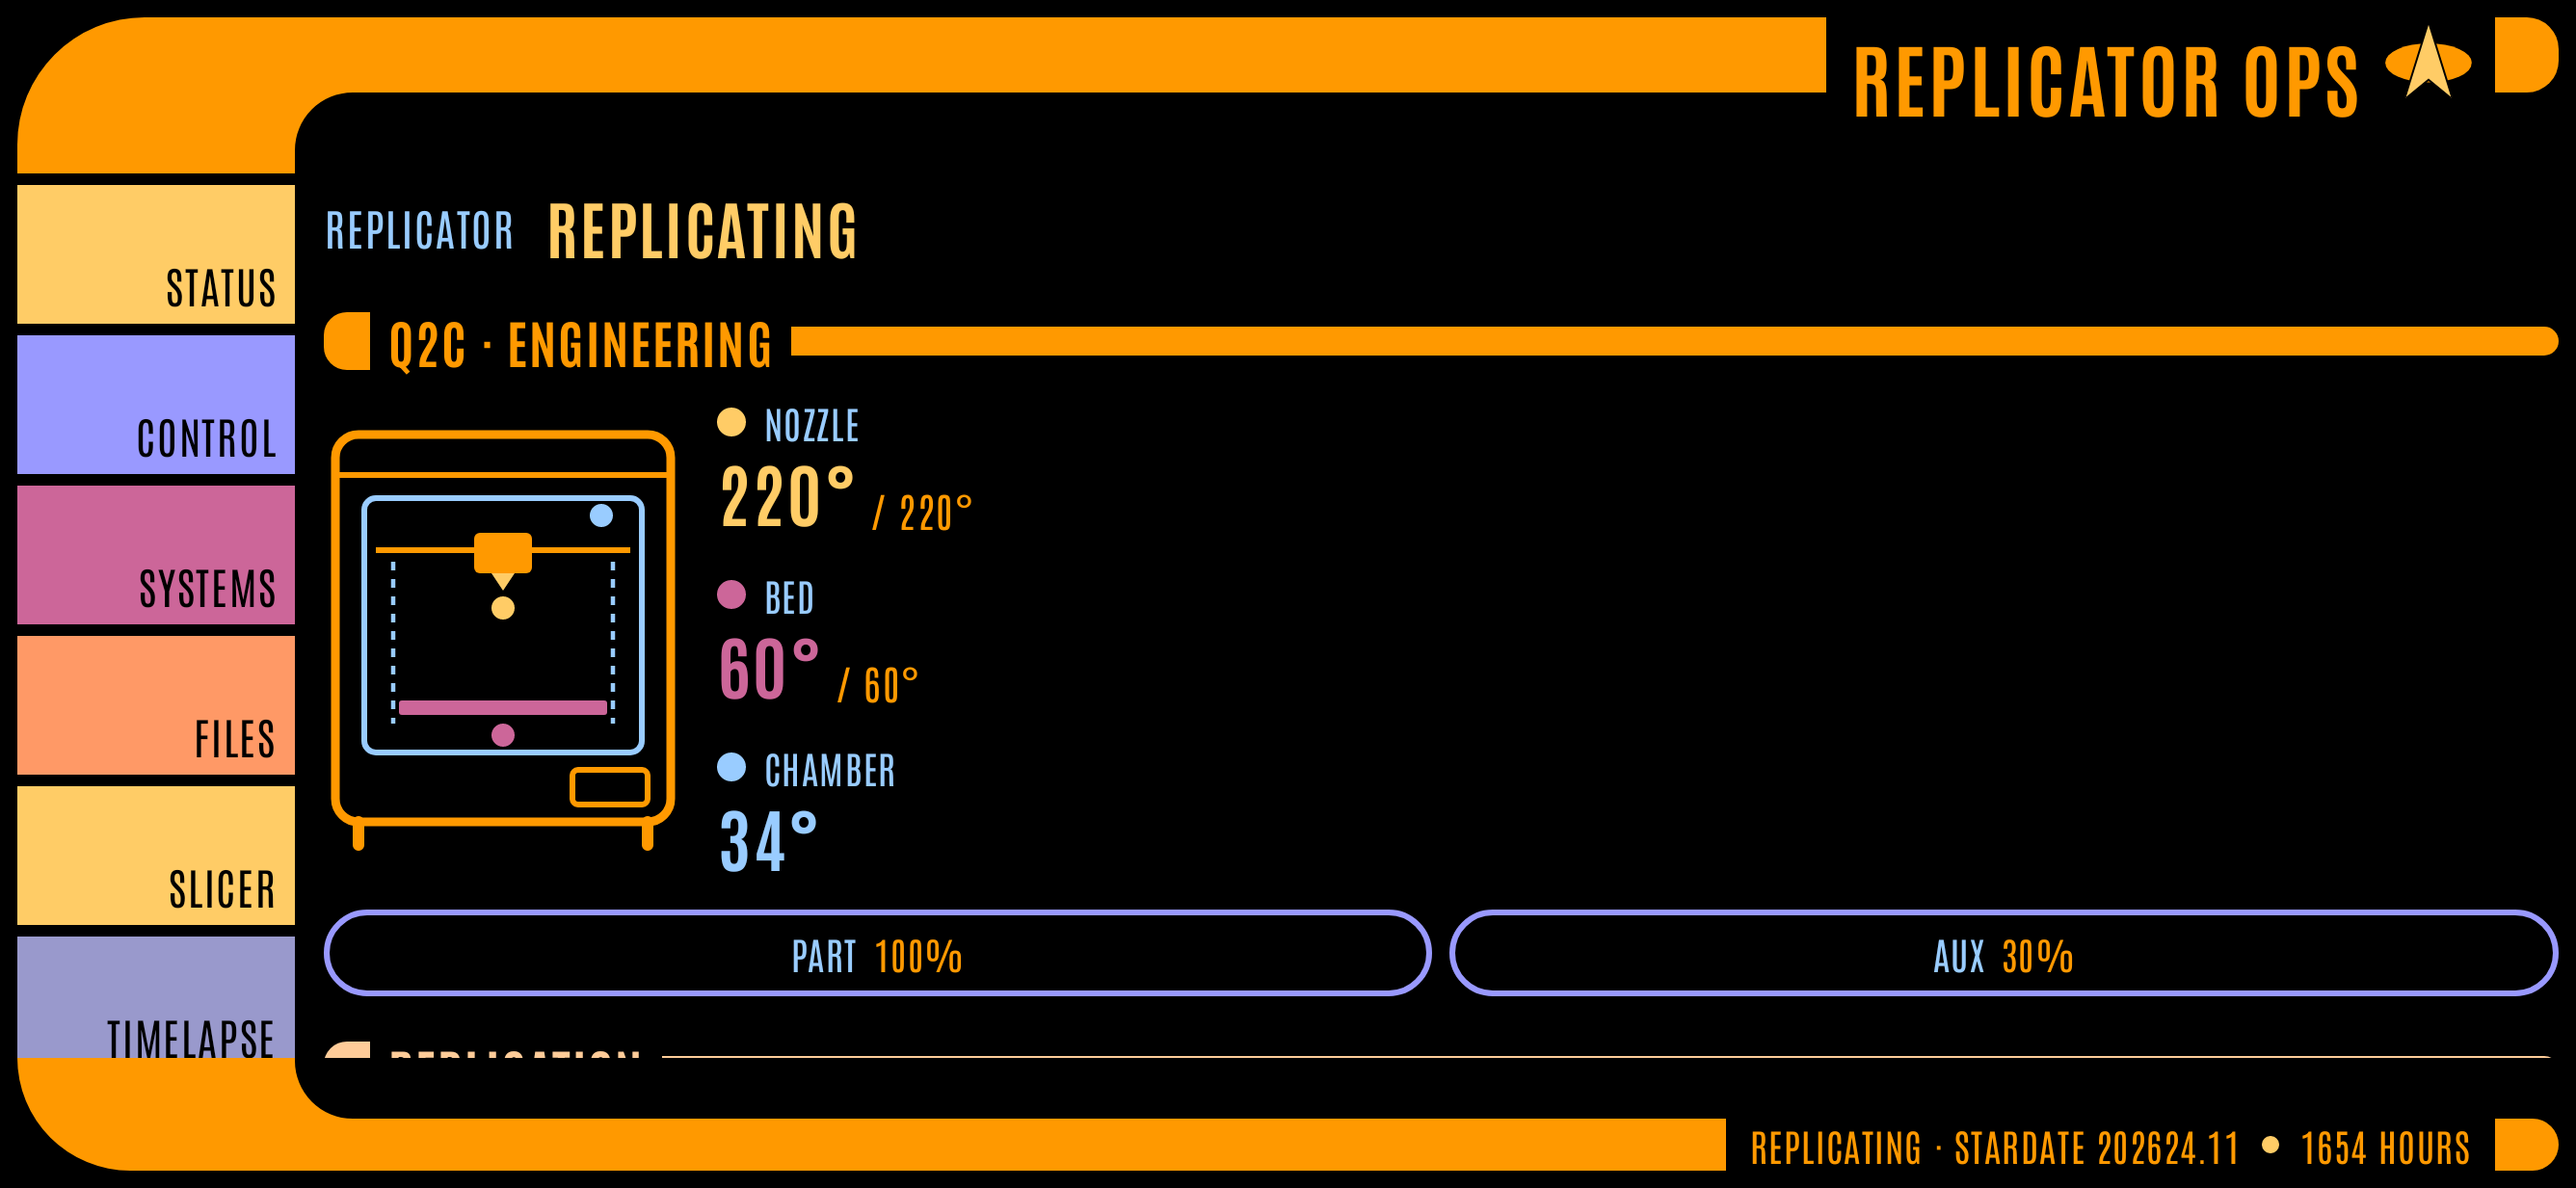 REPLICATOR OPS
REPLICATOR REPLICATING
STATUS
Q2C · ENGINEERING
CONTROL
NOZZLE
220° / 220°
SYSTEMS
BED
60° / 60°
FILES
CHAMBER
34°
SLICER
PART 100%
AUX 30%
TIMELAPSE
REPLICATION
REPLICATING · STARDATE 202624.11 • 1654 HOURS